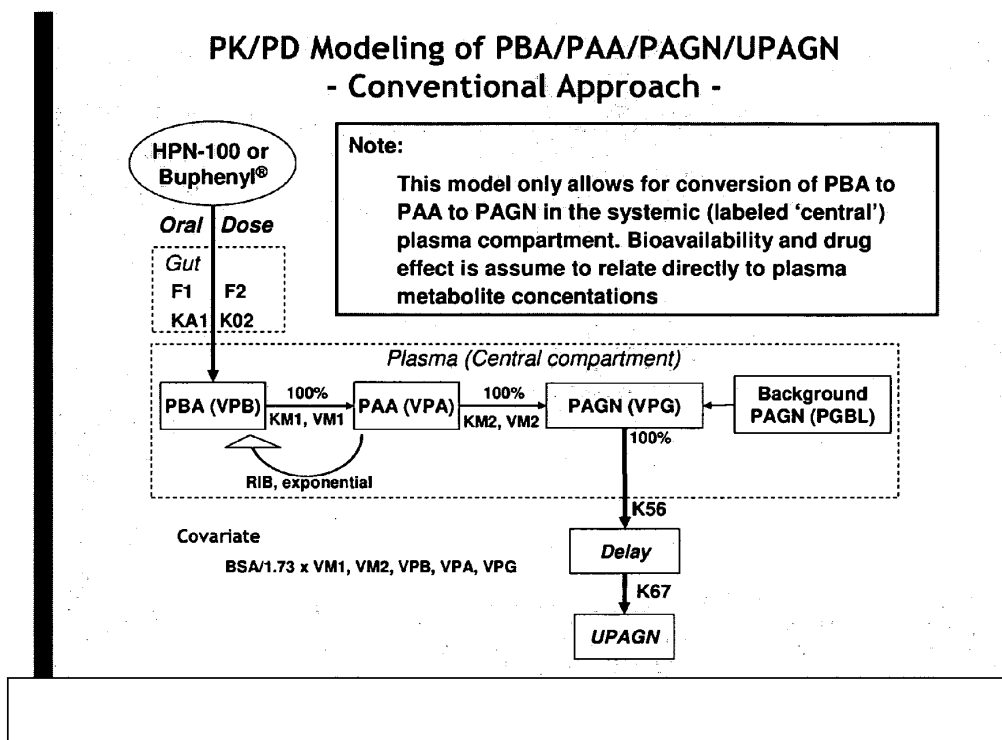 PK/PD Modeling of PBA/PAA/PAGN/UPAGN
- Conventional Approach -
HPN-100 or
Buphenyl®
Note:
This model only allows for conversion of PBA to
PAA to PAGN in the systemic (labeled ‘central’)
plasma compartment. Bioavailability and drug
effect is assume to relate directly to plasma
metabolite concentations
Oral Dose
Gut
F1 F2
KA1 K02
Plasma (Central compartment)
PBA (VPB)
100%
KM1, VM1
PAA (VPA)
100%
KM2, VM2
PAGN (VPG)
Background
PAGN (PGBL)
100%
RIB, exponential
K56
Covariate
BSA/1.73 x VM1, VM2, VPB, VPA, VPG
Delay
K67
UPAGN